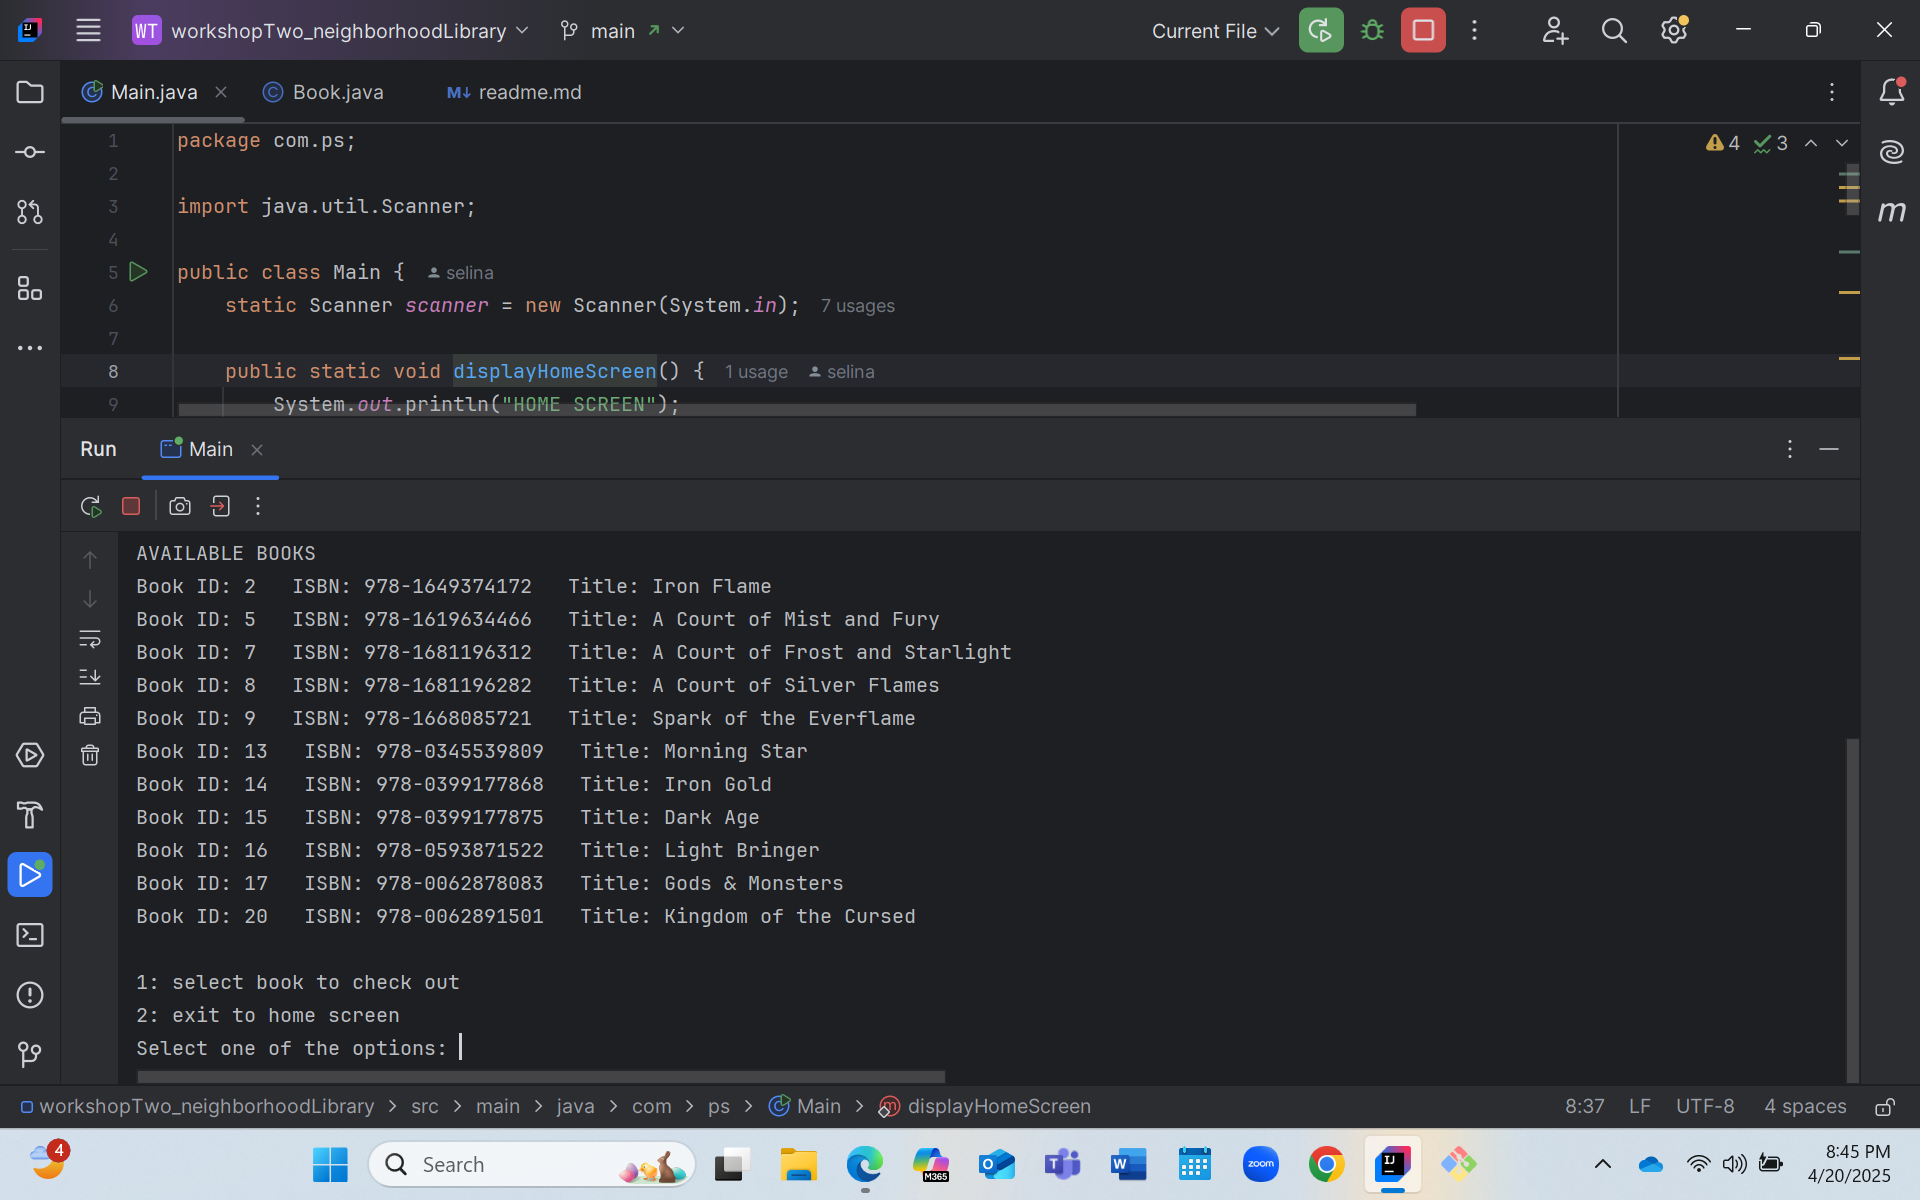 WT workshopTwo_neighborhoodLibrary main Current File
Main.java Book.java M↓ readme.md
1 package com.ps; 4 3
2
3 import java.util.Scanner; m
4
5 public class Main { selina
6 static Scanner scanner = new Scanner(System.in); 7 usages
7
8 public static void displayHomeScreen() { 1 usage selina
9 System.out.println("HOME SCREEN");
Run Main
AVAILABLE BOOKS
Book ID: 2 ISBN: 978-1649374172 Title: Iron Flame
Book ID: 5 ISBN: 978-1619634466 Title: A Court of Mist and Fury
Book ID: 7 ISBN: 978-1681196312 Title: A Court of Frost and Starlight
Book ID: 8 ISBN: 978-1681196282 Title: A Court of Silver Flames
Book ID: 9 ISBN: 978-1668085721 Title: Spark of the Everflame
Book ID: 13 ISBN: 978-0345539809 Title: Morning Star
Book ID: 14 ISBN: 978-0399177868 Title: Iron Gold
Book ID: 15 ISBN: 978-0399177875 Title: Dark Age
Book ID: 16 ISBN: 978-0593871522 Title: Light Bringer
Book ID: 17 ISBN: 978-0062878083 Title: Gods & Monsters
Book ID: 20 ISBN: 978-0062891501 Title: Kingdom of the Cursed
1: select book to check out
2: exit to home screen
Select one of the options:
workshopTwo_neighborhoodLibrary > src > main > java > com > ps > Main > m displayHomeScreen 8:37 LF UTF-8 4 spaces
4 Search M365 zoom 8:45 PM
4/20/2025